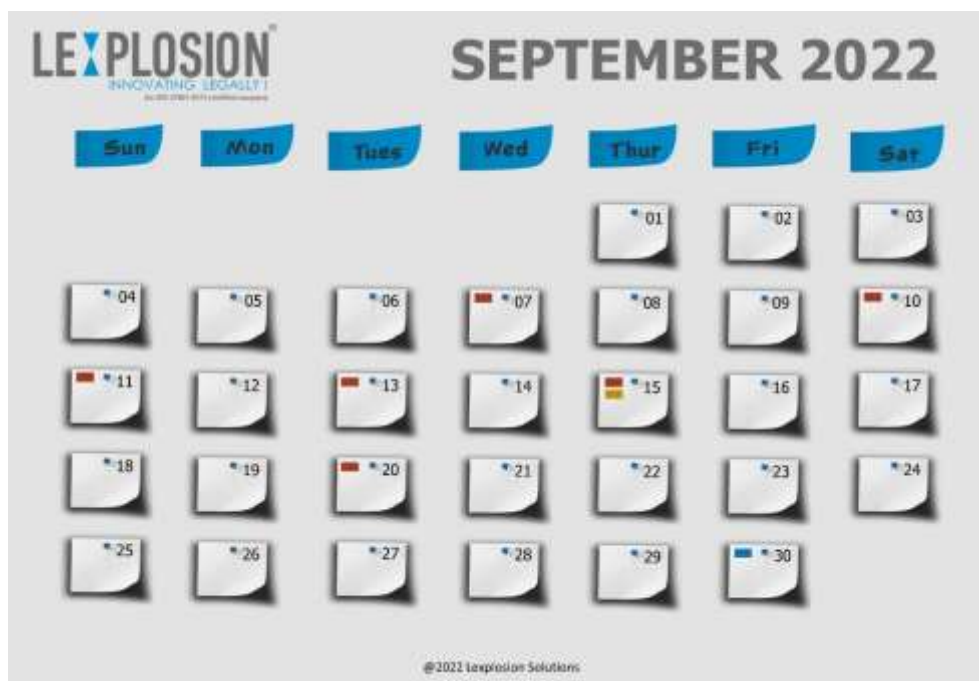 LEXPLOSION
SEPTEMBER 2022
INNOVATING LEGALLY !
Sun Mon Tues Wed Thur Fri Sat
01 02 03
04 05 06 07 08 09 10
11 12 13 14 15 16 17
18 19 20 21 22 23 24
25 26 27 28 29 30
@2022 Lexplosion Solutions